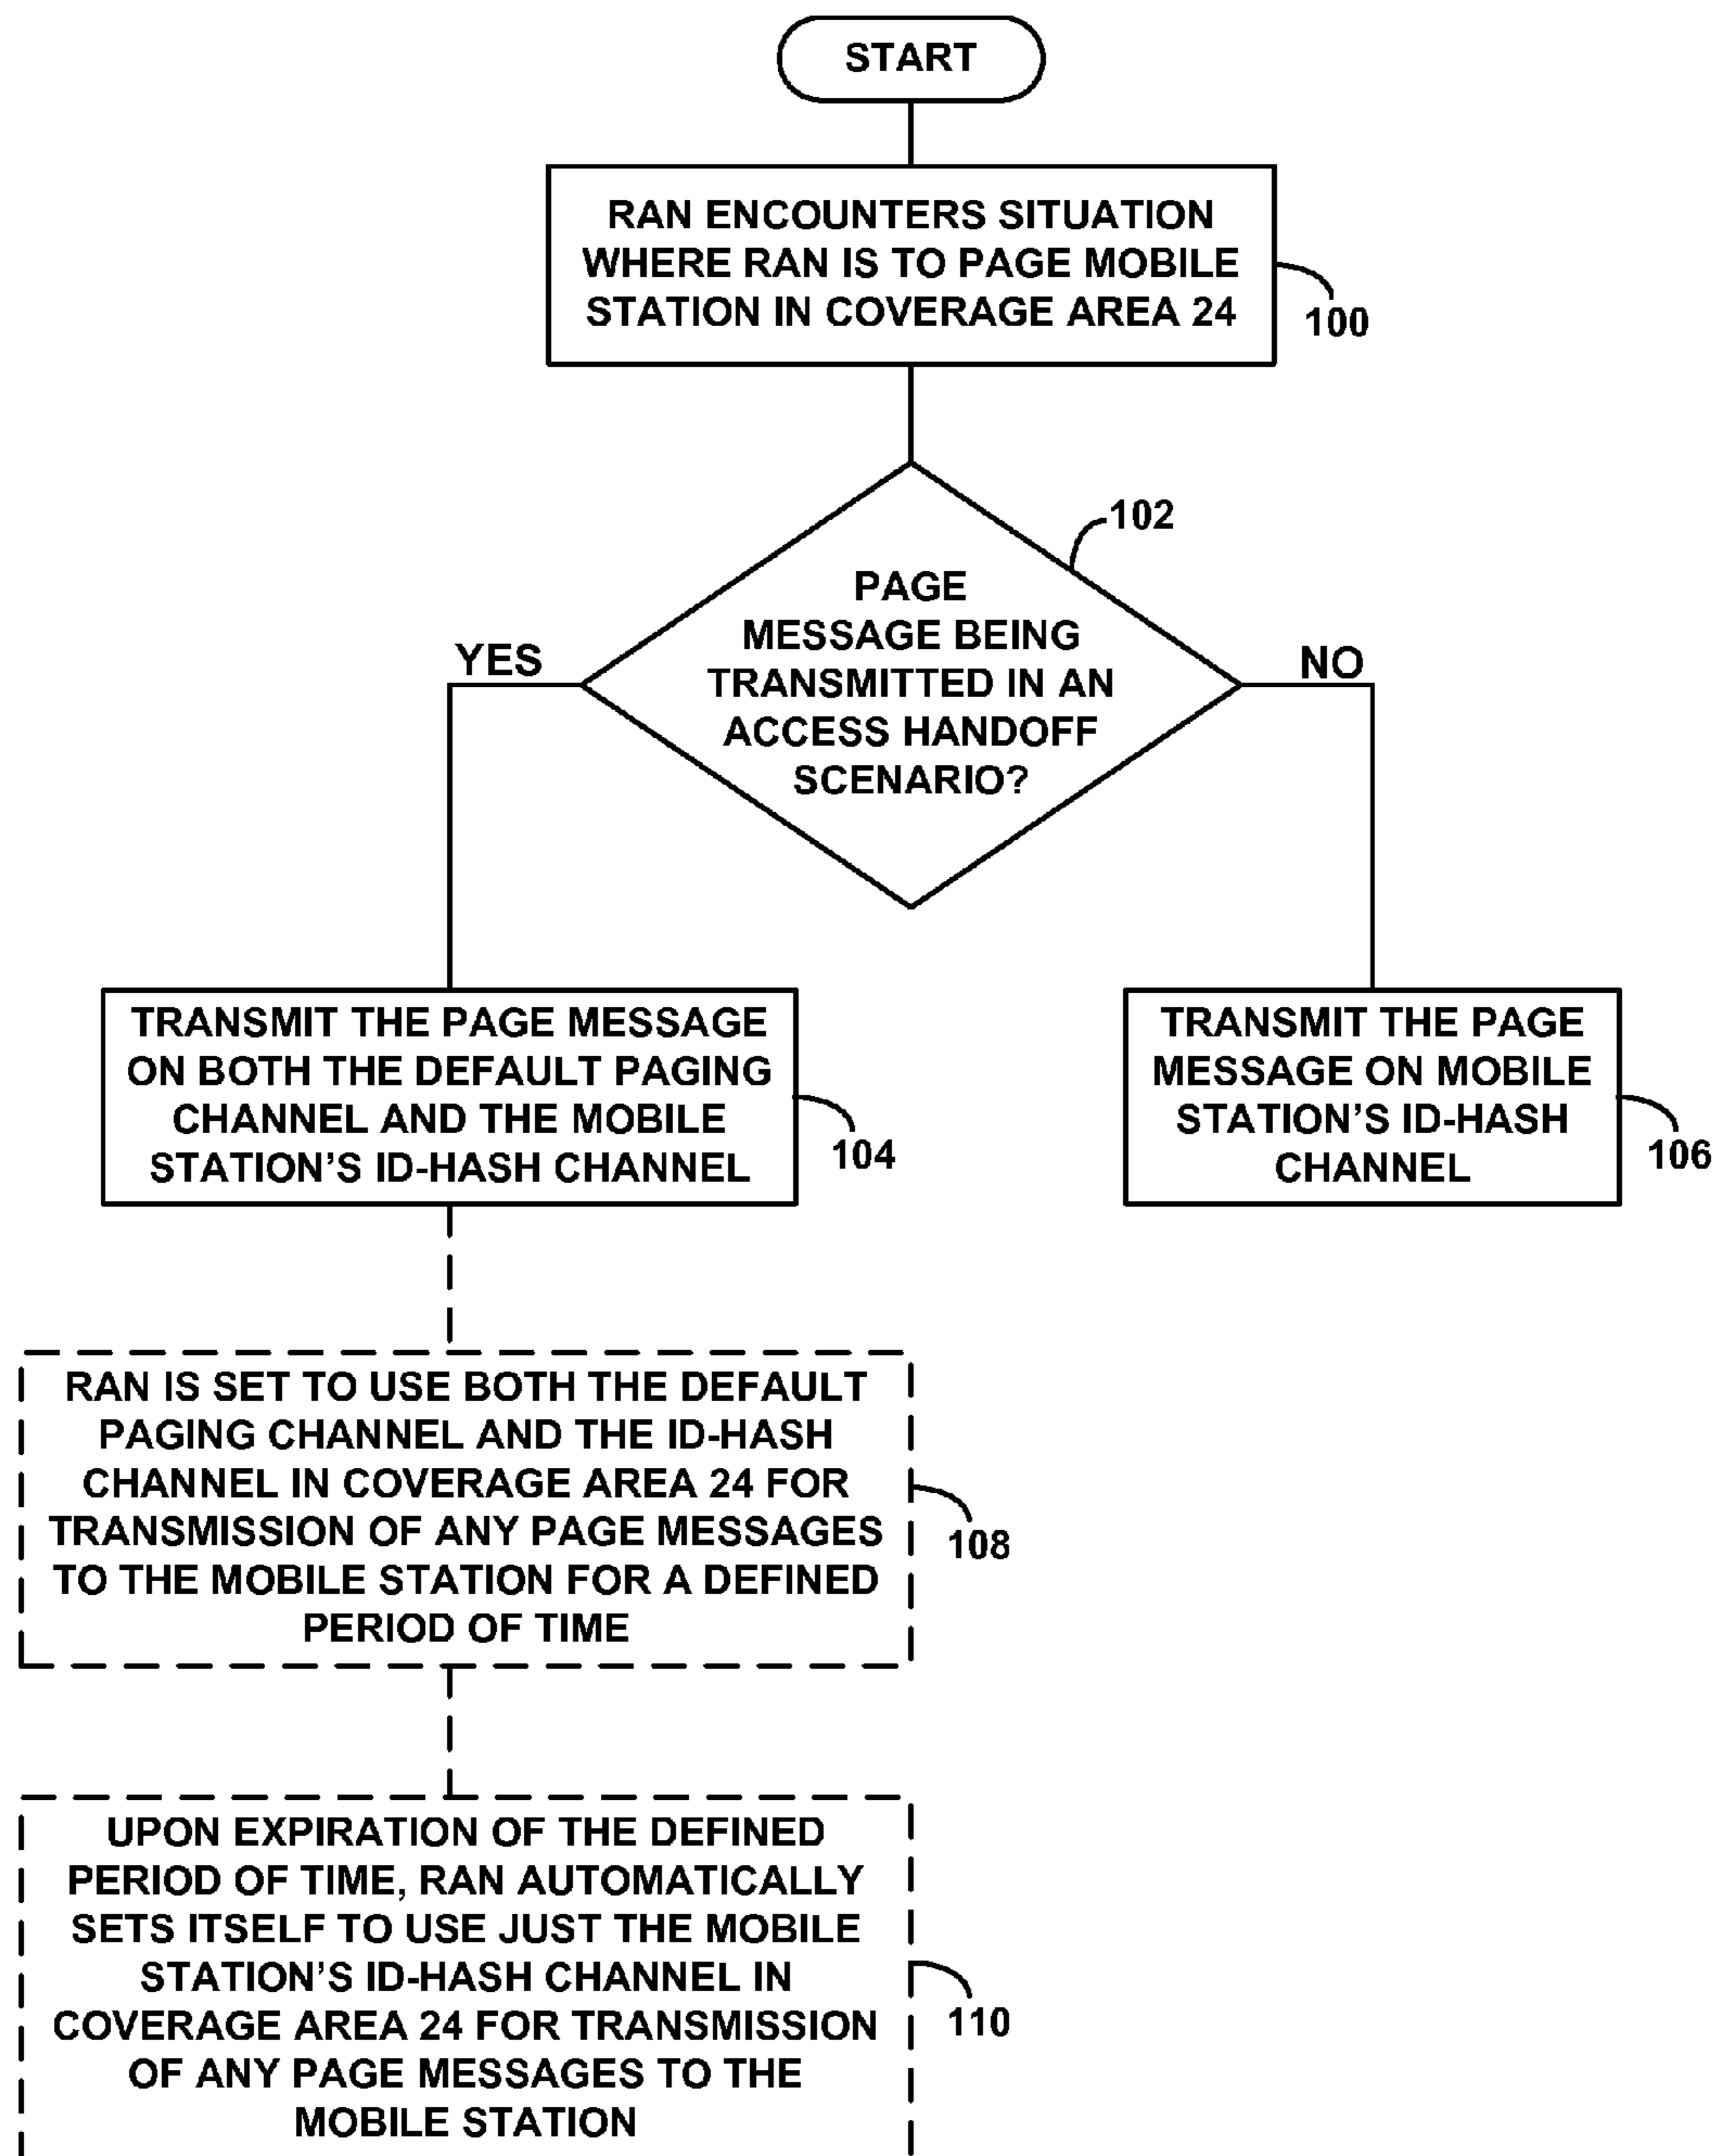 START
RAN ENCOUNTERS SITUATION
WHERE RAN IS TO PAGE MOBILE
STATION IN COVERAGE AREA 24
100
102
PAGE
MESSAGE BEING
TRANSMITTED IN AN
ACCESS HANDOFF
SCENARIO?
YES
NO
TRANSMIT THE PAGE MESSAGE
ON BOTH THE DEFAULT PAGING
CHANNEL AND THE MOBILE
STATION'S ID-HASH CHANNEL
104
TRANSMIT THE PAGE
MESSAGE ON MOBILE
STATION'S ID-HASH
CHANNEL
106
RAN IS SET TO USE BOTH THE DEFAULT
PAGING CHANNEL AND THE ID-HASH
CHANNEL IN COVERAGE AREA 24 FOR
TRANSMISSION OF ANY PAGE MESSAGES
TO THE MOBILE STATION FOR A DEFINED
PERIOD OF TIME
108
UPON EXPIRATION OF THE DEFINED
PERIOD OF TIME, RAN AUTOMATICALLY
SETS ITSELF TO USE JUST THE MOBILE
STATION'S ID-HASH CHANNEL IN
COVERAGE AREA 24 FOR TRANSMISSION
OF ANY PAGE MESSAGES TO THE
MOBILE STATION
110